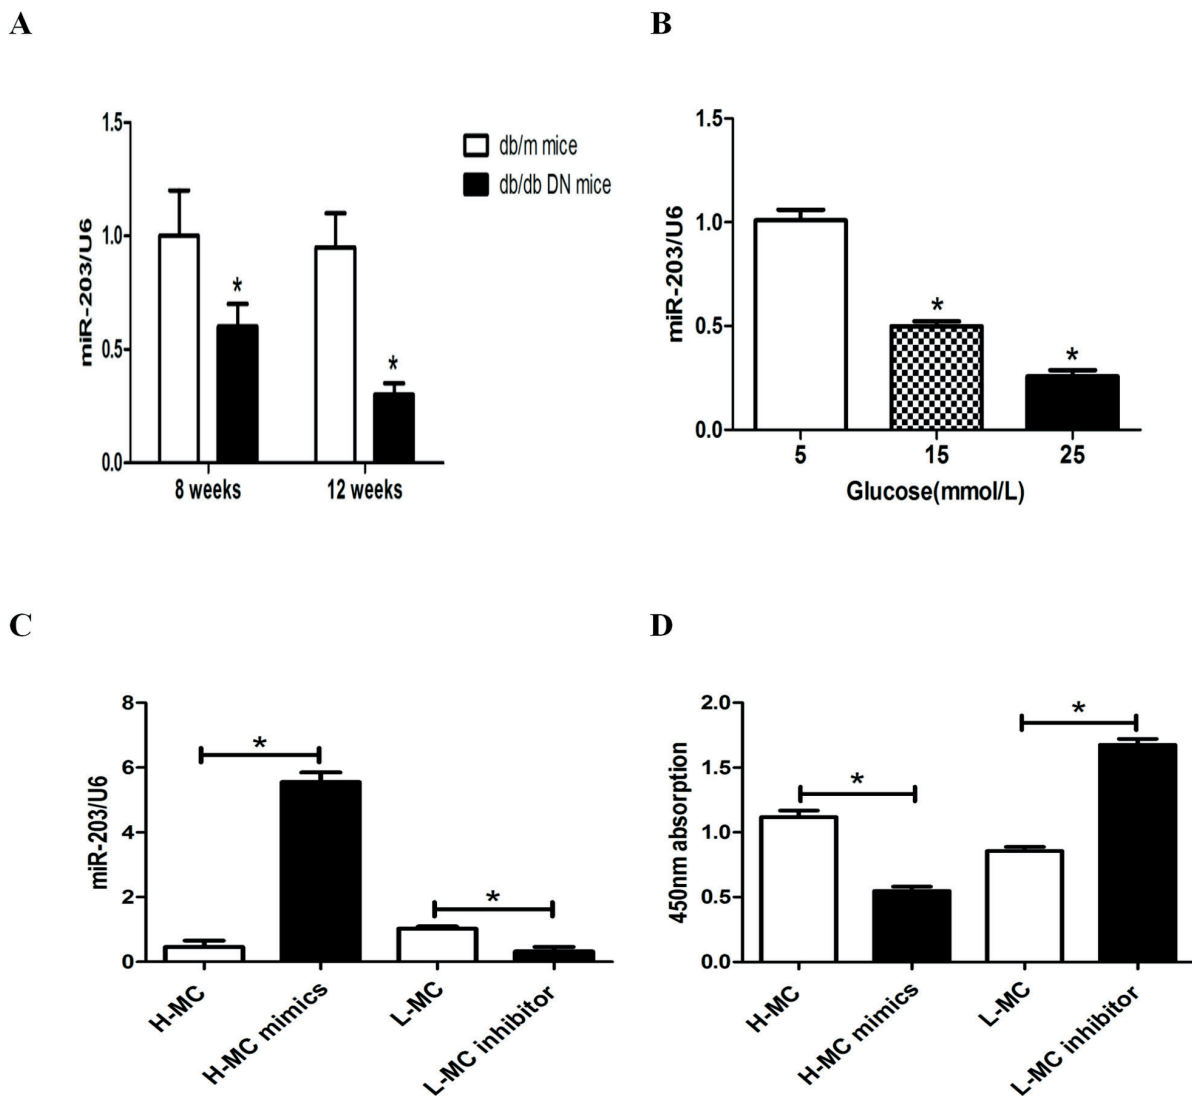 A
1.5
1.0
0.5
0.0
miR-203/U6
*
*
8 weeks
12 weeks
db/m mice
db/db DN mice
B
1.5
1.0
0.5
0.0
miR-203/U6
*
*
5
15
25
Glucose(mmol/L)
C
8
6
4
2
0
miR-203/U6
*
*
H-MC
H-MC mimics
L-MC
L-MC inhibitor
D
2.0
1.5
1.0
0.5
0.0
450nm absorption
*
*
H-MC
H-MC mimics
L-MC
L-MC inhibitor